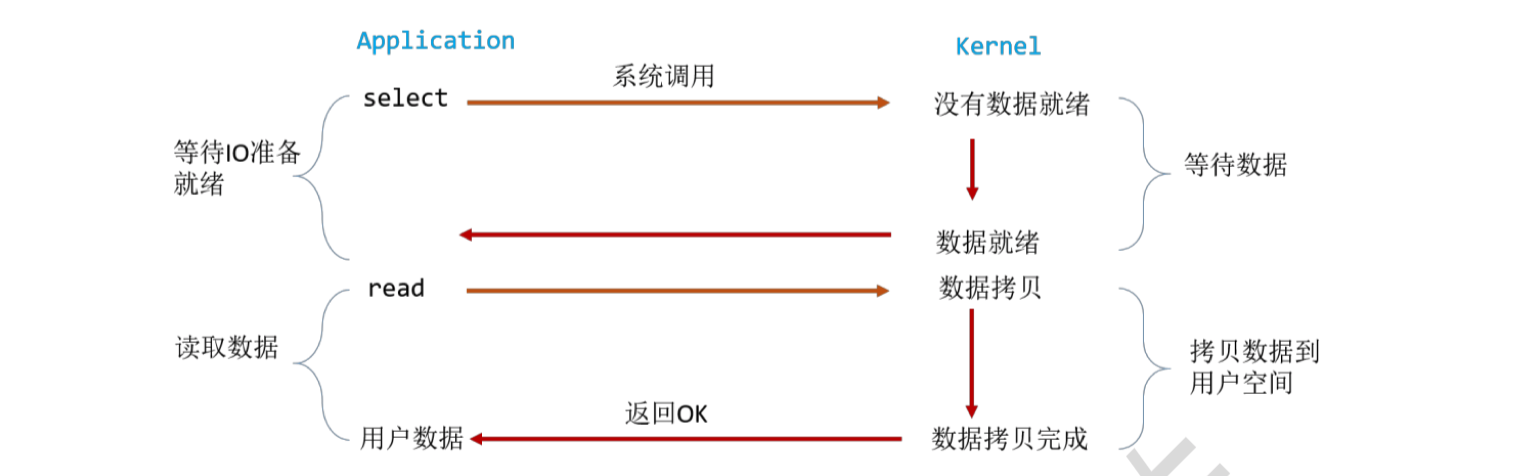 Application
Kernel
系统调用
select
没有数据就绪
等待IO准备
就绪
等待数据
数据就绪
read
数据拷贝
读取数据
拷贝数据到
用户空间
返回OK
用户数据
数据拷贝完成